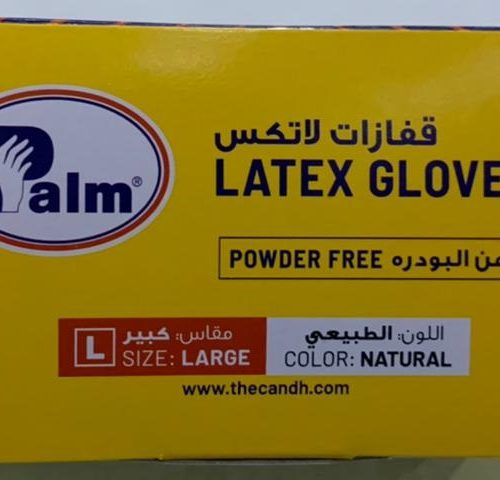 Palm®
قفازات لاتكس
LATEX GLOVE
POWDER FREE من البودره
L
مقاس: كبير
SIZE: LARGE
اللون: الطبيعي
COLOR: NATURAL
www.thecandh.com